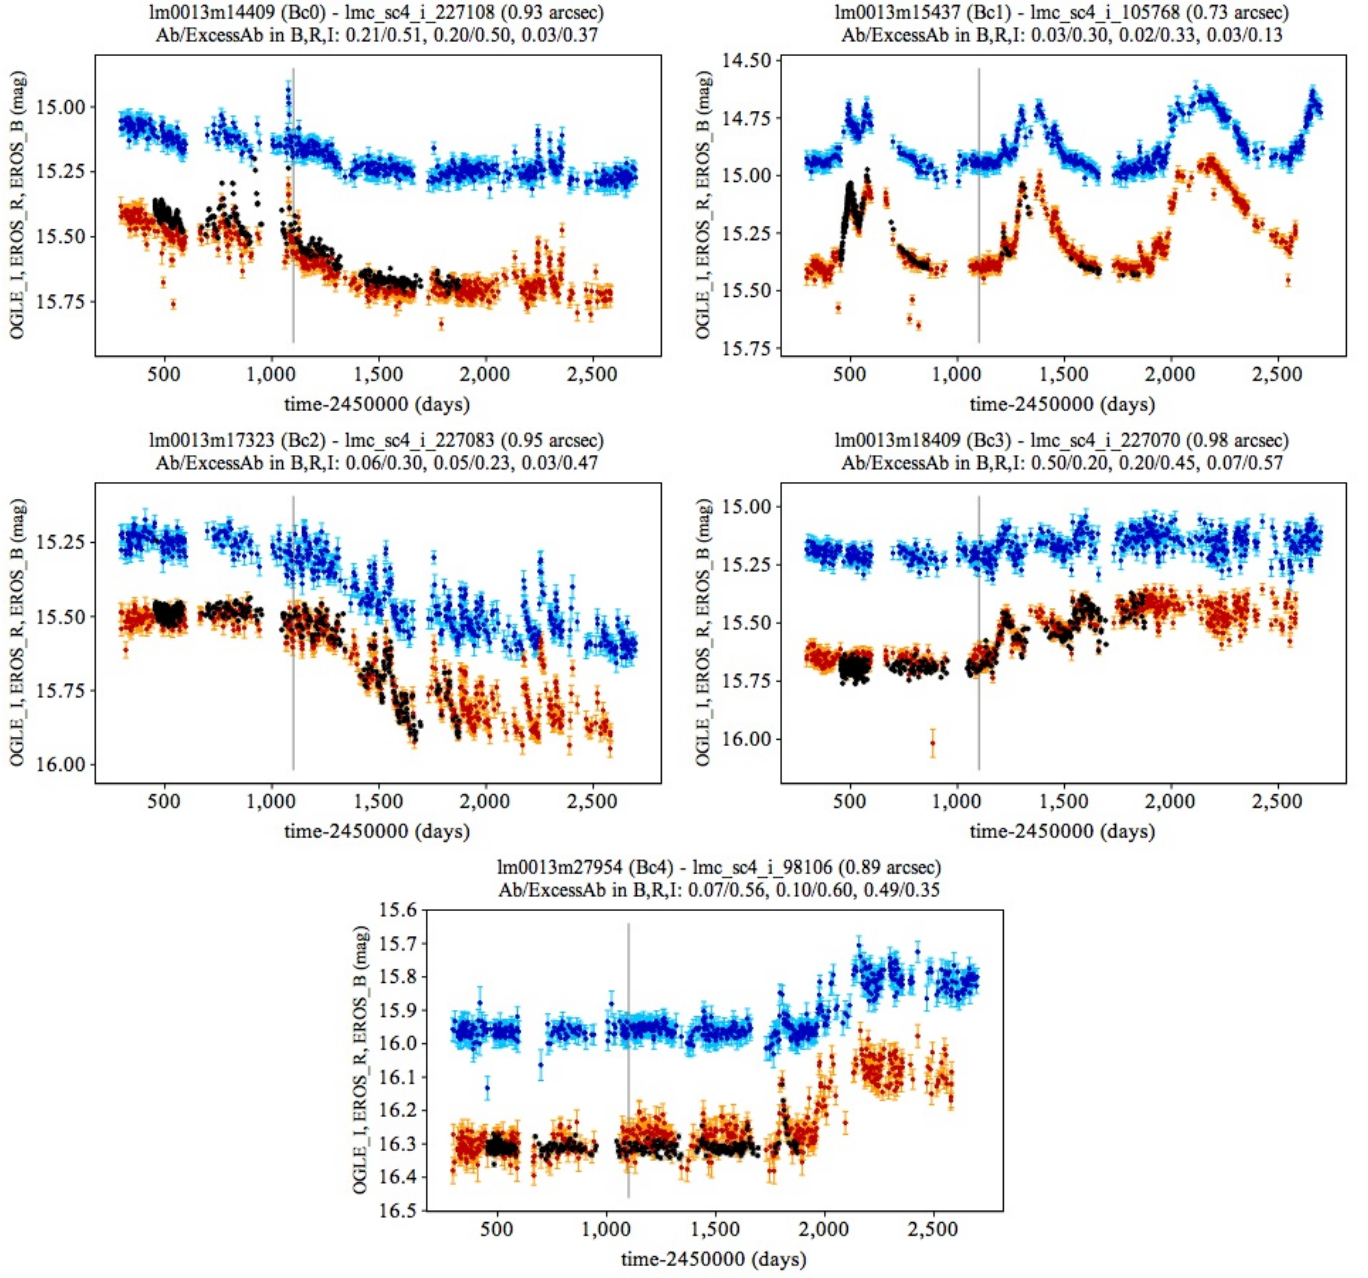 lm0013m14409 (Bc0) - lmc_sc4_i_227108 (0.93 arcsec)
Ab/ExcessAb in B,R,I: 0.21/0.51, 0.20/0.50, 0.03/0.37
OGLE_I, EROS_R, EROS_B (mag)
15.00
15.25
15.50
15.75
500 1,000 1,500 2,000 2,500
time-2450000 (days)
lm0013m15437 (Bc1) - lmc_sc4_i_105768 (0.73 arcsec)
Ab/ExcessAb in B,R,I: 0.03/0.30, 0.02/0.33, 0.03/0.13
OGLE_I, EROS_R, EROS_B (mag)
14.50
14.75
15.00
15.25
15.50
15.75
500 1,000 1,500 2,000 2,500
time-2450000 (days)
lm0013m17323 (Bc2) - lmc_sc4_i_227083 (0.95 arcsec)
Ab/ExcessAb in B,R,I: 0.06/0.30, 0.05/0.23, 0.03/0.47
OGLE_I, EROS_R, EROS_B (mag)
15.25
15.50
15.75
16.00
500 1,000 1,500 2,000 2,500
time-2450000 (days)
lm0013m18409 (Bc3) - lmc_sc4_i_227070 (0.98 arcsec)
Ab/ExcessAb in B,R,I: 0.50/0.20, 0.20/0.45, 0.07/0.57
OGLE_I, EROS_R, EROS_B (mag)
15.00
15.25
15.50
15.75
16.00
500 1,000 1,500 2,000 2,500
time-2450000 (days)
lm0013m27954 (Bc4) - lmc_sc4_i_98106 (0.89 arcsec)
Ab/ExcessAb in B,R,I: 0.07/0.56, 0.10/0.60, 0.49/0.35
OGLE_I, EROS_R, EROS_B (mag)
15.6
15.7
15.8
15.9
16.0
16.1
16.2
16.3
16.4
16.5
500 1,000 1,500 2,000 2,500
time-2450000 (days)